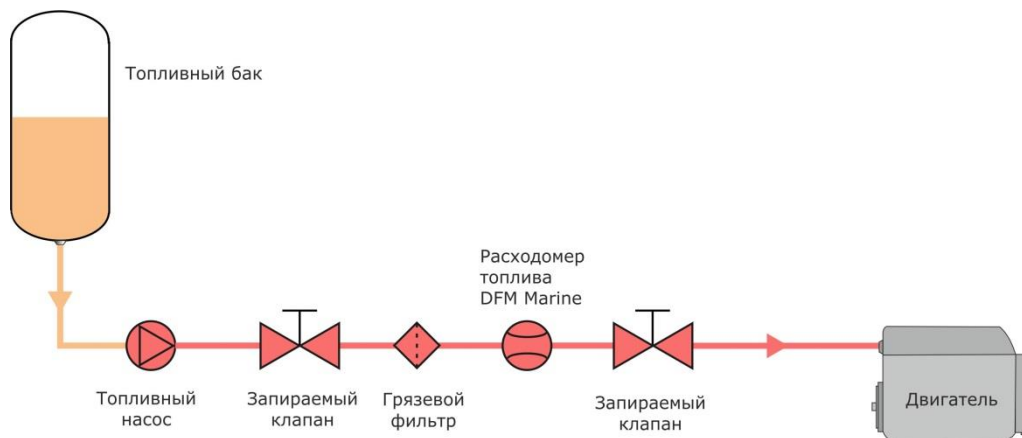 Топливный бак
Расходомер
топлива
DFM Marine
Топливный
насос
Запираемый
клапан
Грязевой
фильтр
Запираемый
клапан
Двигатель